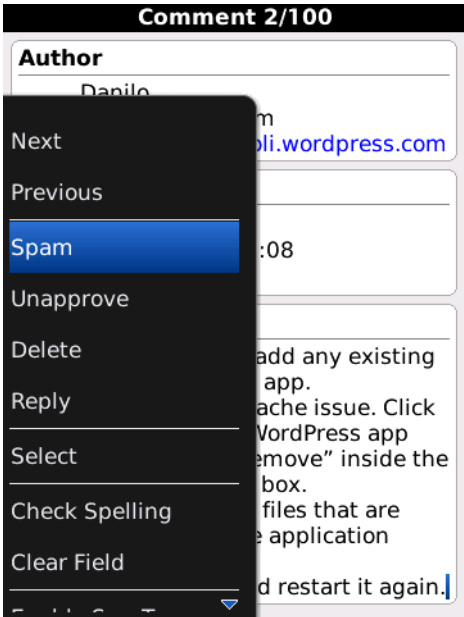 Comment 2/100
Author
Danilo
m
oli.wordpress.com
Next
Previous
Spam
:08
Unapprove
Delete
add any existing
Reply
app.
ache issue. Click
WordPress app
Select
emove” inside the
box.
Check Spelling
files that are
e application
Clear Field
d restart it again.